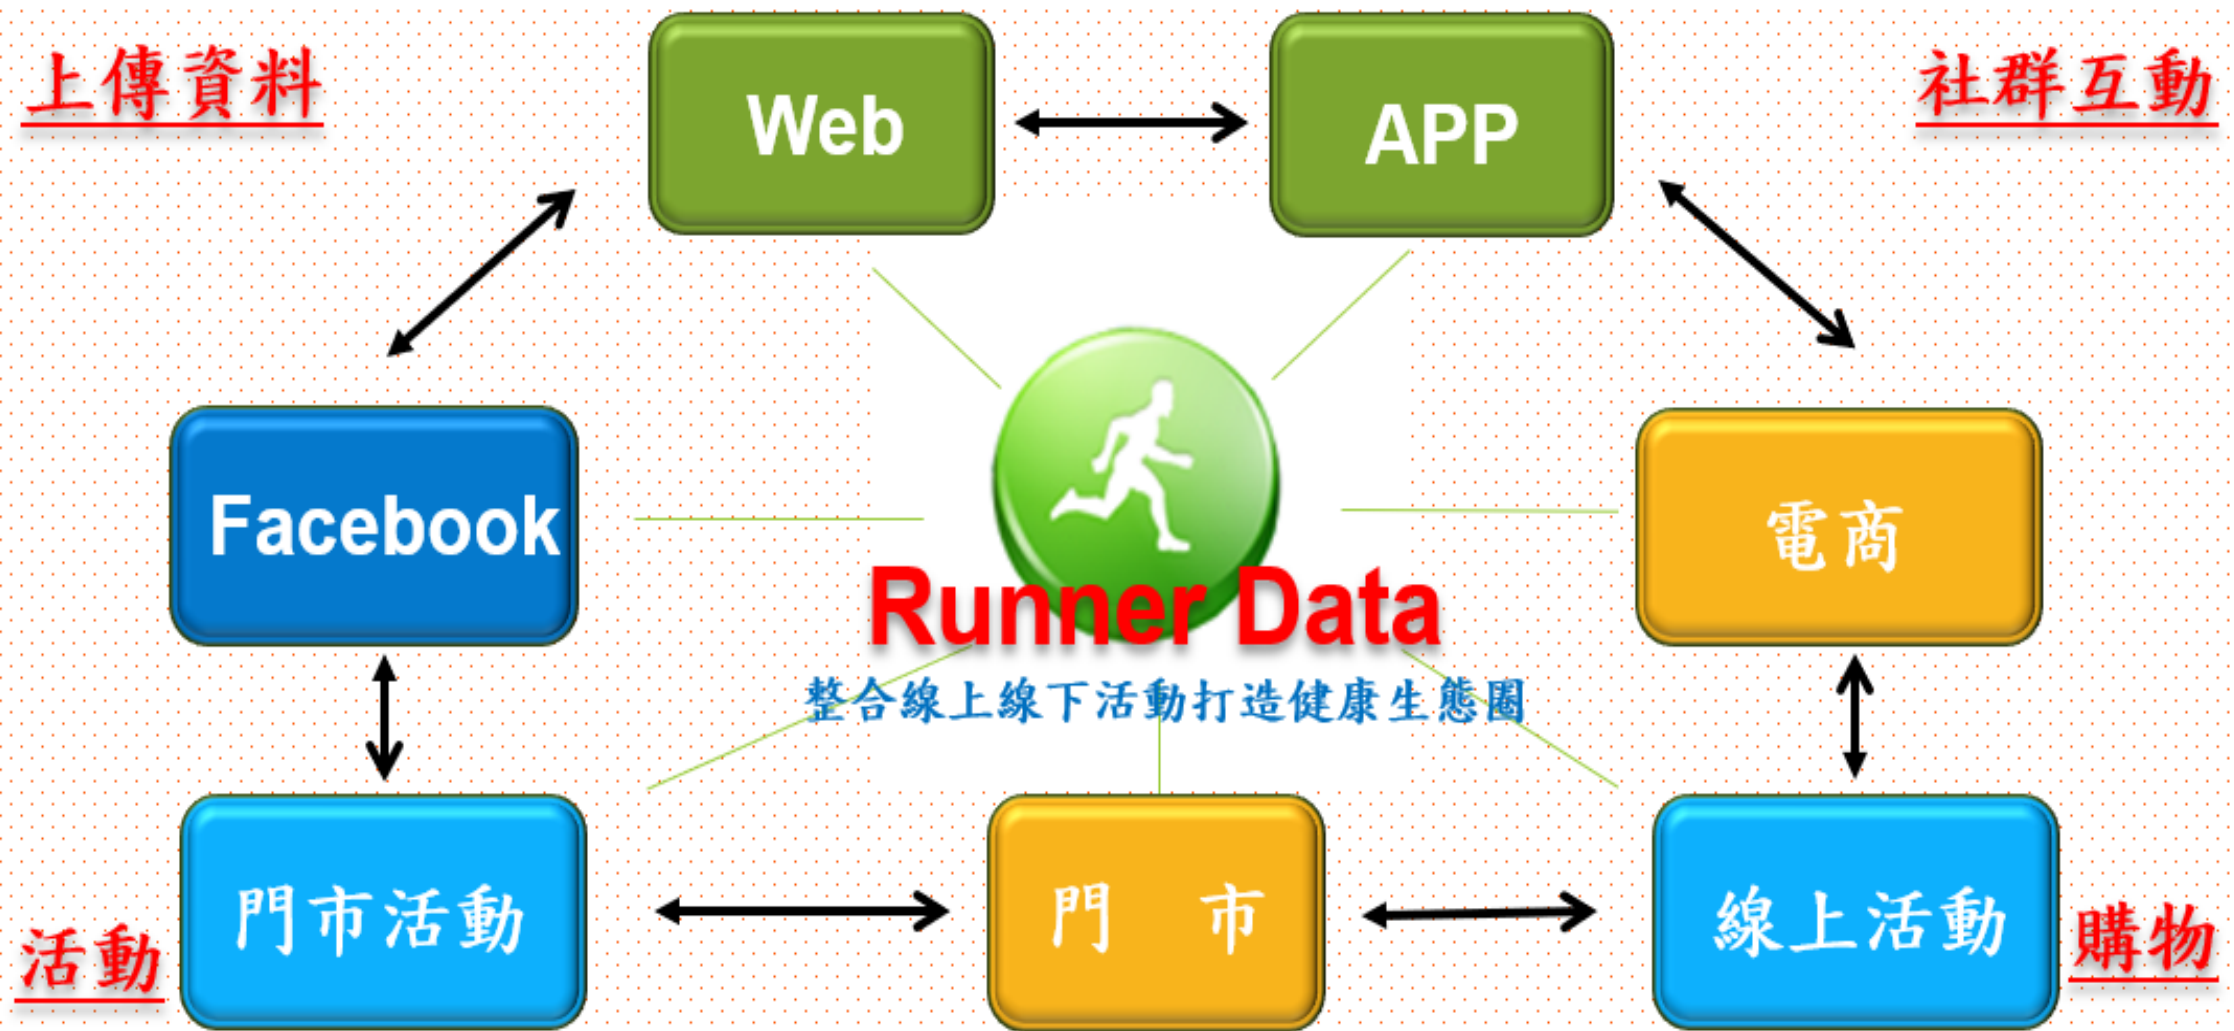 上傳資料
Web
APP
社群互動
Facebook
電商
Runner Data
整合線上線下活動打造健康生態圈
門市活動
門　市
線上活動
活動
購物